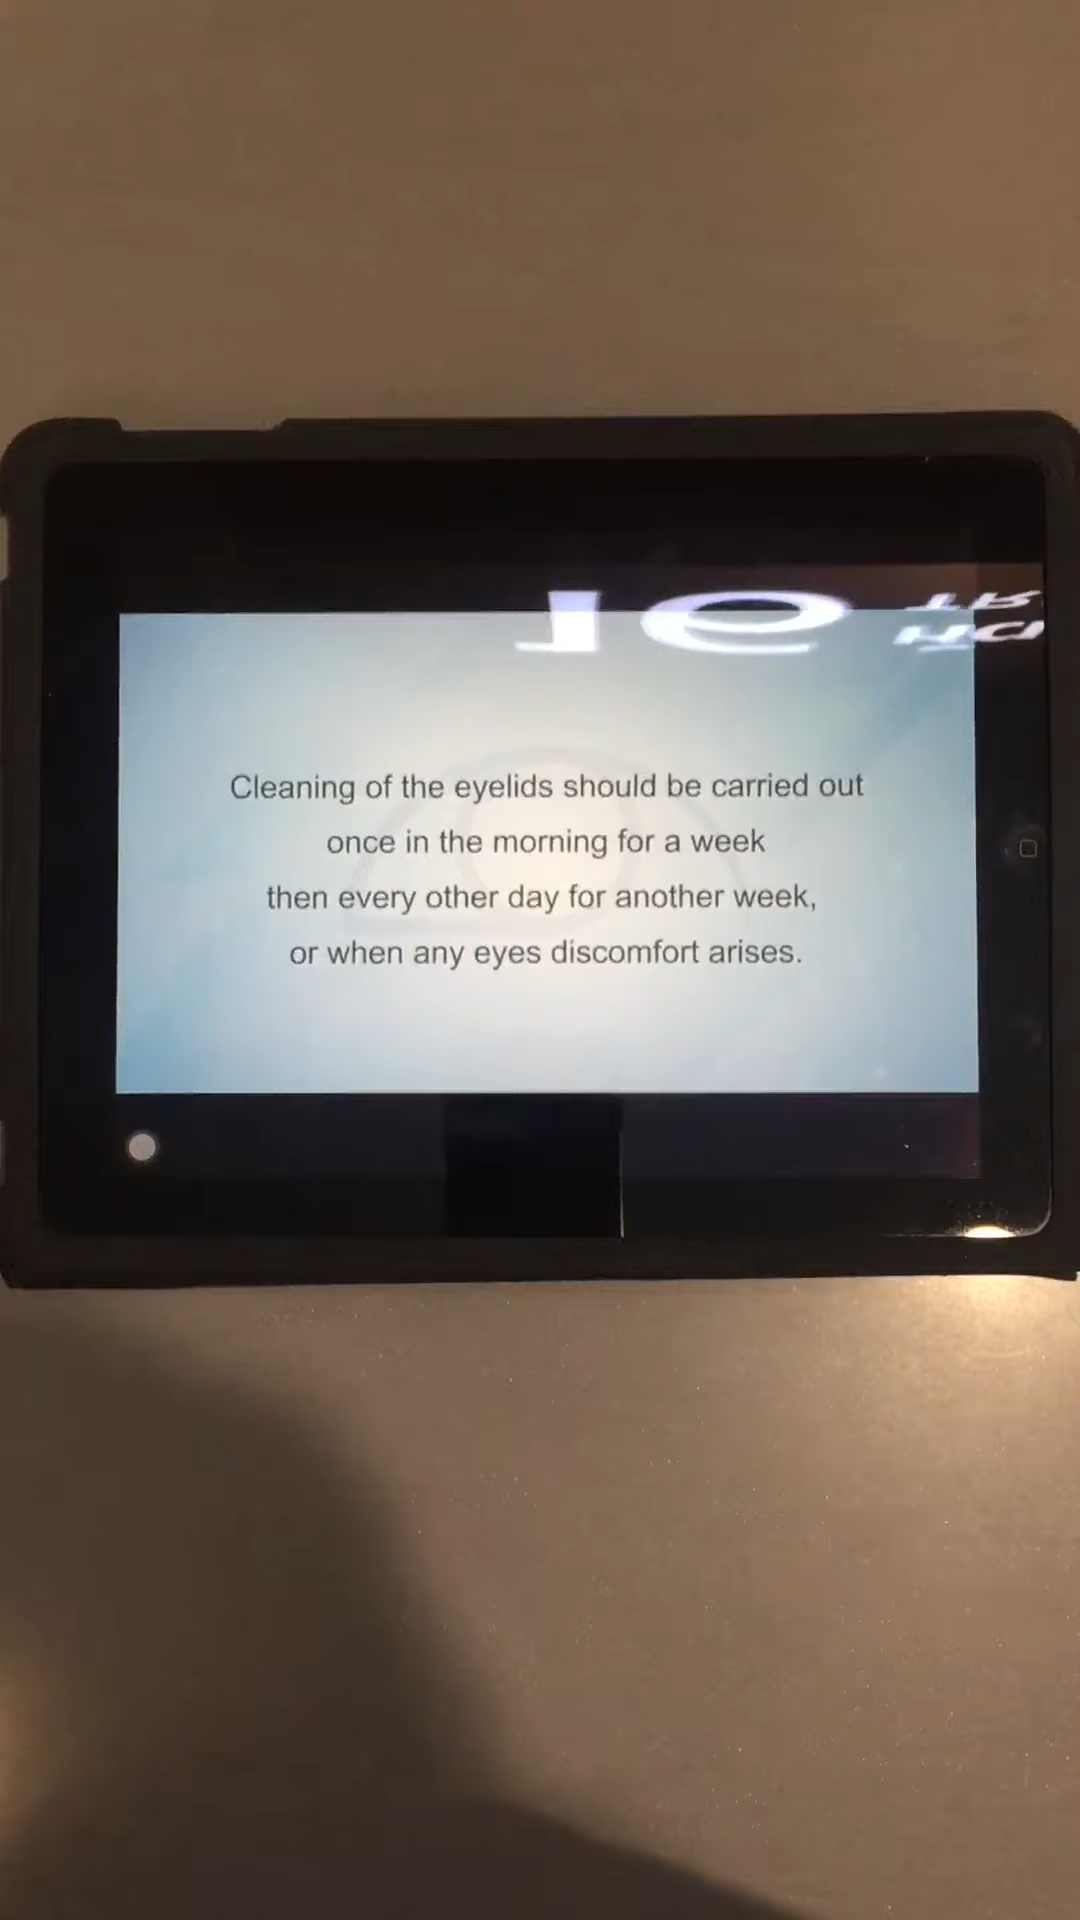 Cleaning of the eyelids should be carried out
once in the morning for a week
then every other day for another week,
or when any eyes discomfort arises.